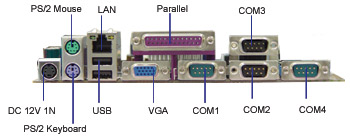 PS/2 Mouse
LAN
Parallel
COM3
DC 12V 1N
PS/2 Keyboard
USB
VGA
COM1
COM2
COM4